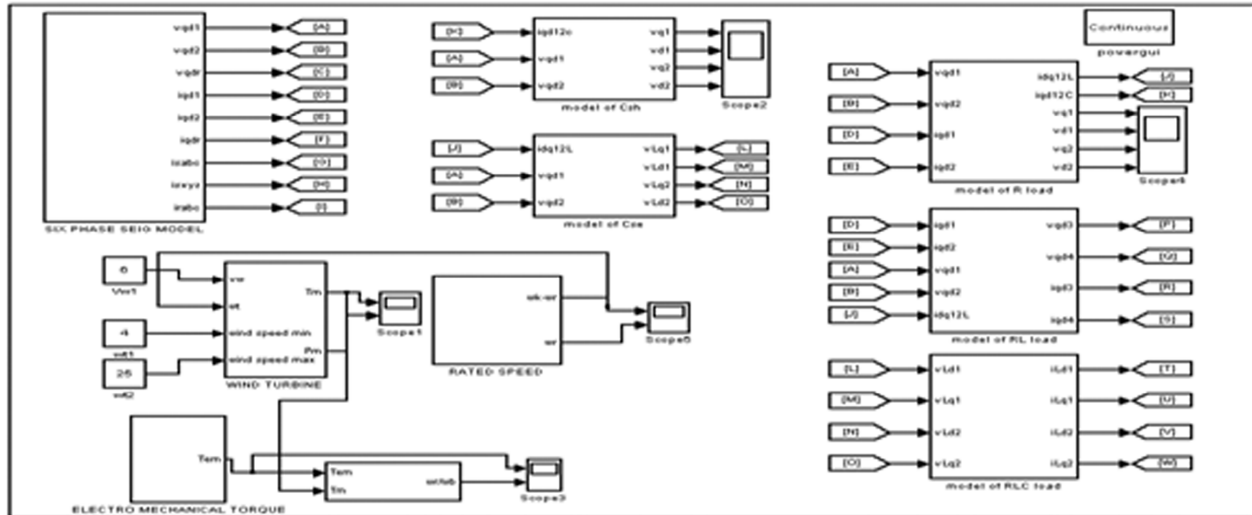 vqd1
[A]
vqd2
[B]
vqdr
[C]
iqd1
[D]
iqd2
[E]
iqdr
[F]
isabc
[G]
isxyz
[H]
irabc
[I]
SIX PHASE SEIG MODEL
[K]
iqd12c
[A]
vqd1
[B]
vqd2
vq1
vd1
vq2
vd2
model of Csh
Scope2
[J]
idq12L
[A]
vqd1
[B]
vqd2
vLq1
[L]
vLd1
[M]
vLq2
[N]
vLd2
[O]
model of Cse
Continuous
powergui
[A]
vqd1
[B]
vqd2
[D]
iqd1
[E]
iqd2
idq12L
[J]
iqd12C
[K]
vq1
vd1
vq2
vd2
model of R load
Scope4
[D]
iqd1
[E]
iqd2
[A]
vqd1
[B]
vqd2
[J]
idq12L
vqd3
[P]
vqd4
[Q]
iqd3
[R]
iqd4
[S]
model of RL load
[L]
vLd1
[M]
vLq1
[N]
vLd2
[O]
vLq2
iLd1
[T]
iLq1
[U]
iLd2
[V]
iLq2
[W]
model of RLC load
6
Vw1
4
wt1
25
wt2
vw
wt
wind speed min
wind speed max
Tm
Pm
WIND TURBINE
Scope1
wk-wr
wr
RATED SPEED
Scope5
Tem
ELECTRO MECHANICAL TORQUE
Tem
Tm
wr/wb
Scope3